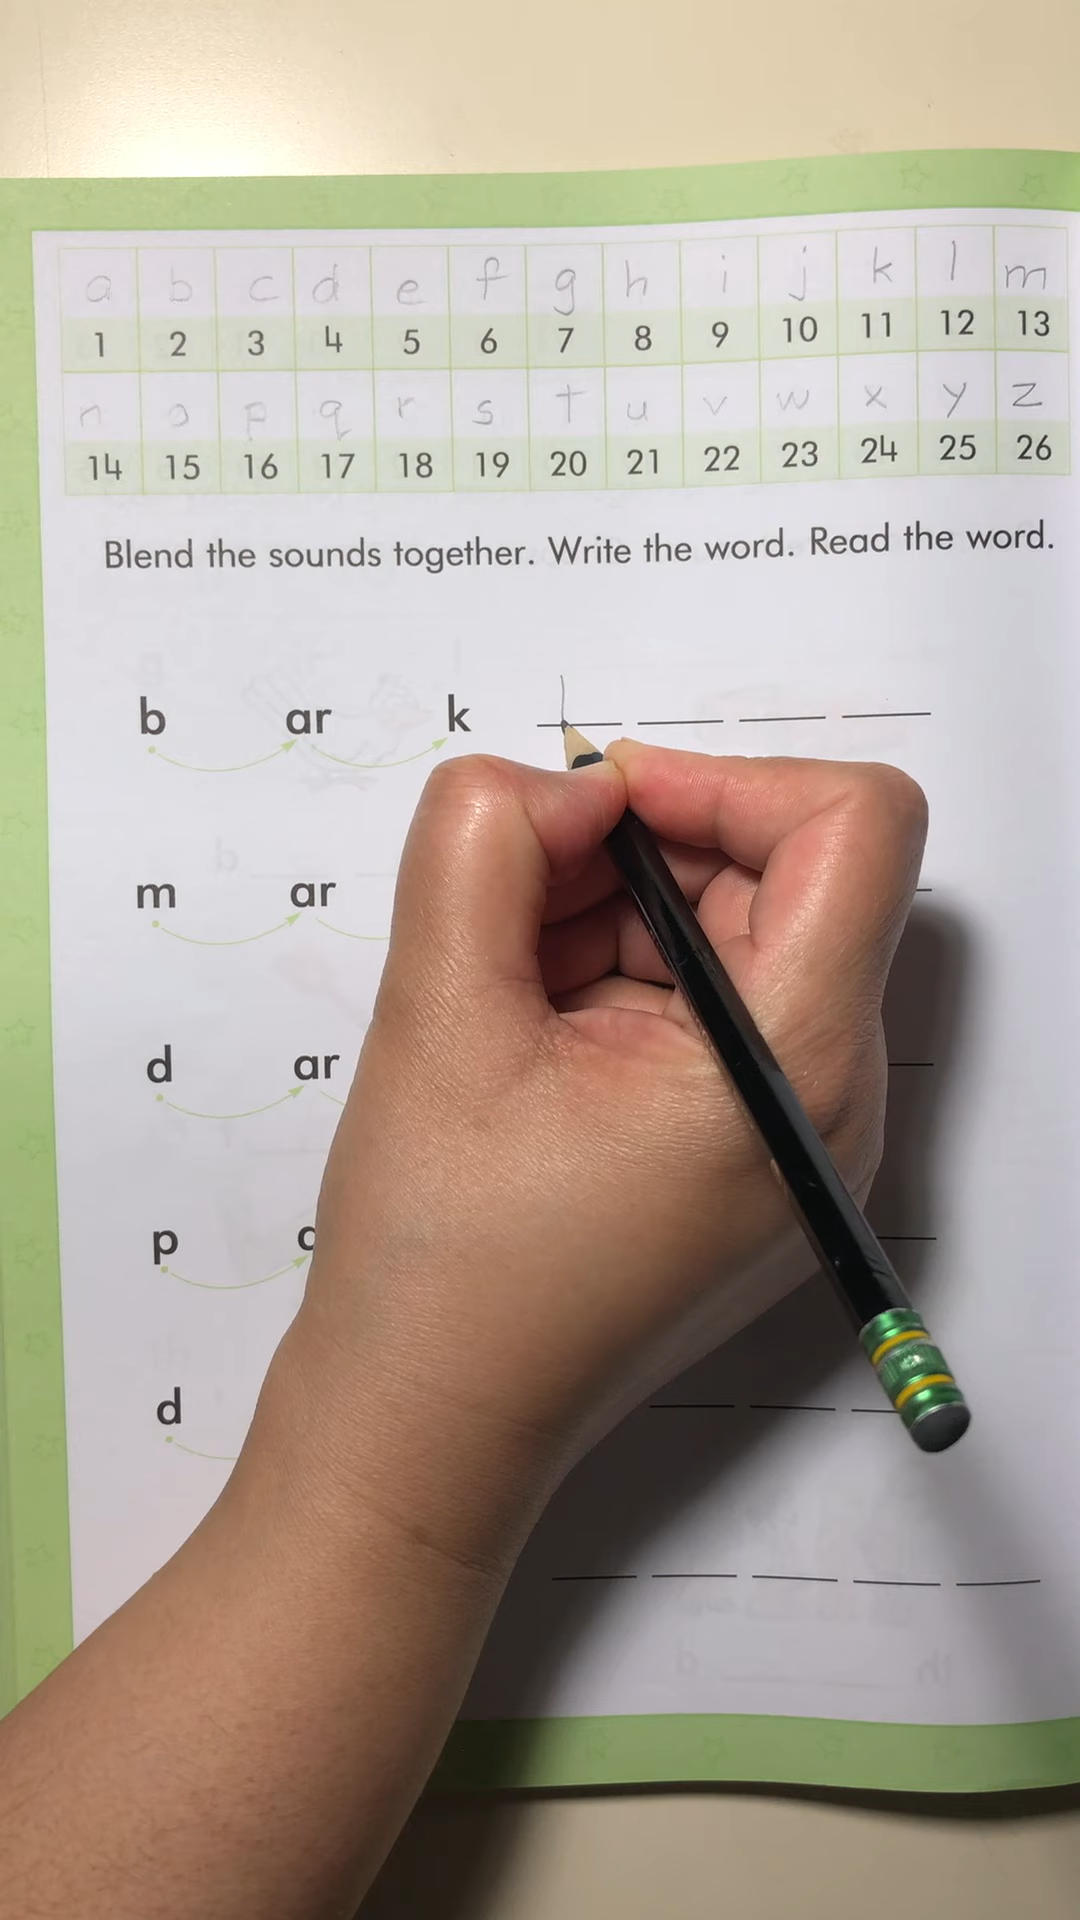 a b c d e f g h i j k l m
1 2 3 4 5 6 7 8 9 10 11 12 13
n o p q r s t u v w x y z
14 15 16 17 18 19 20 21 22 23 24 25 26
Blend the sounds together. Write the word. Read the word.
b ar k
m ar
d ar
p
d